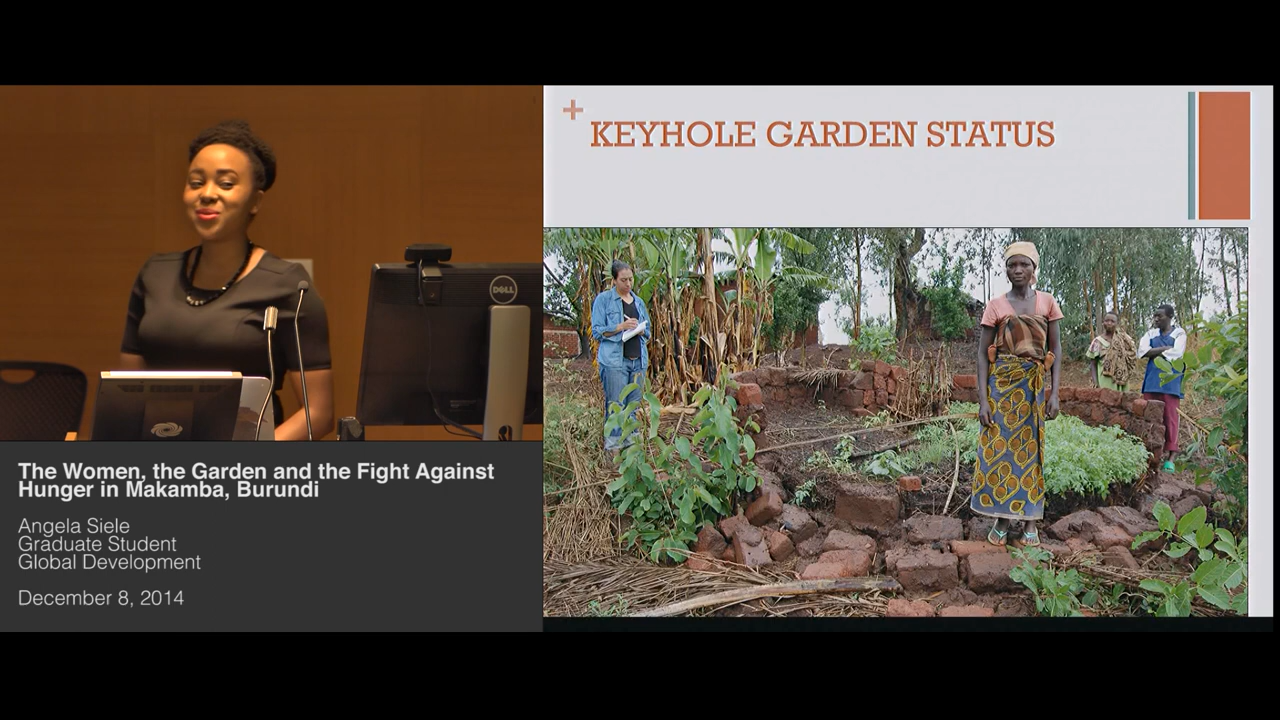 The Women, the Garden and the Fight Against
Hunger in Makamba, Burundi
Angela Siele
Graduate Student
Global Development
December 8, 2014
DELL
+
KEYHOLE GARDEN STATUS